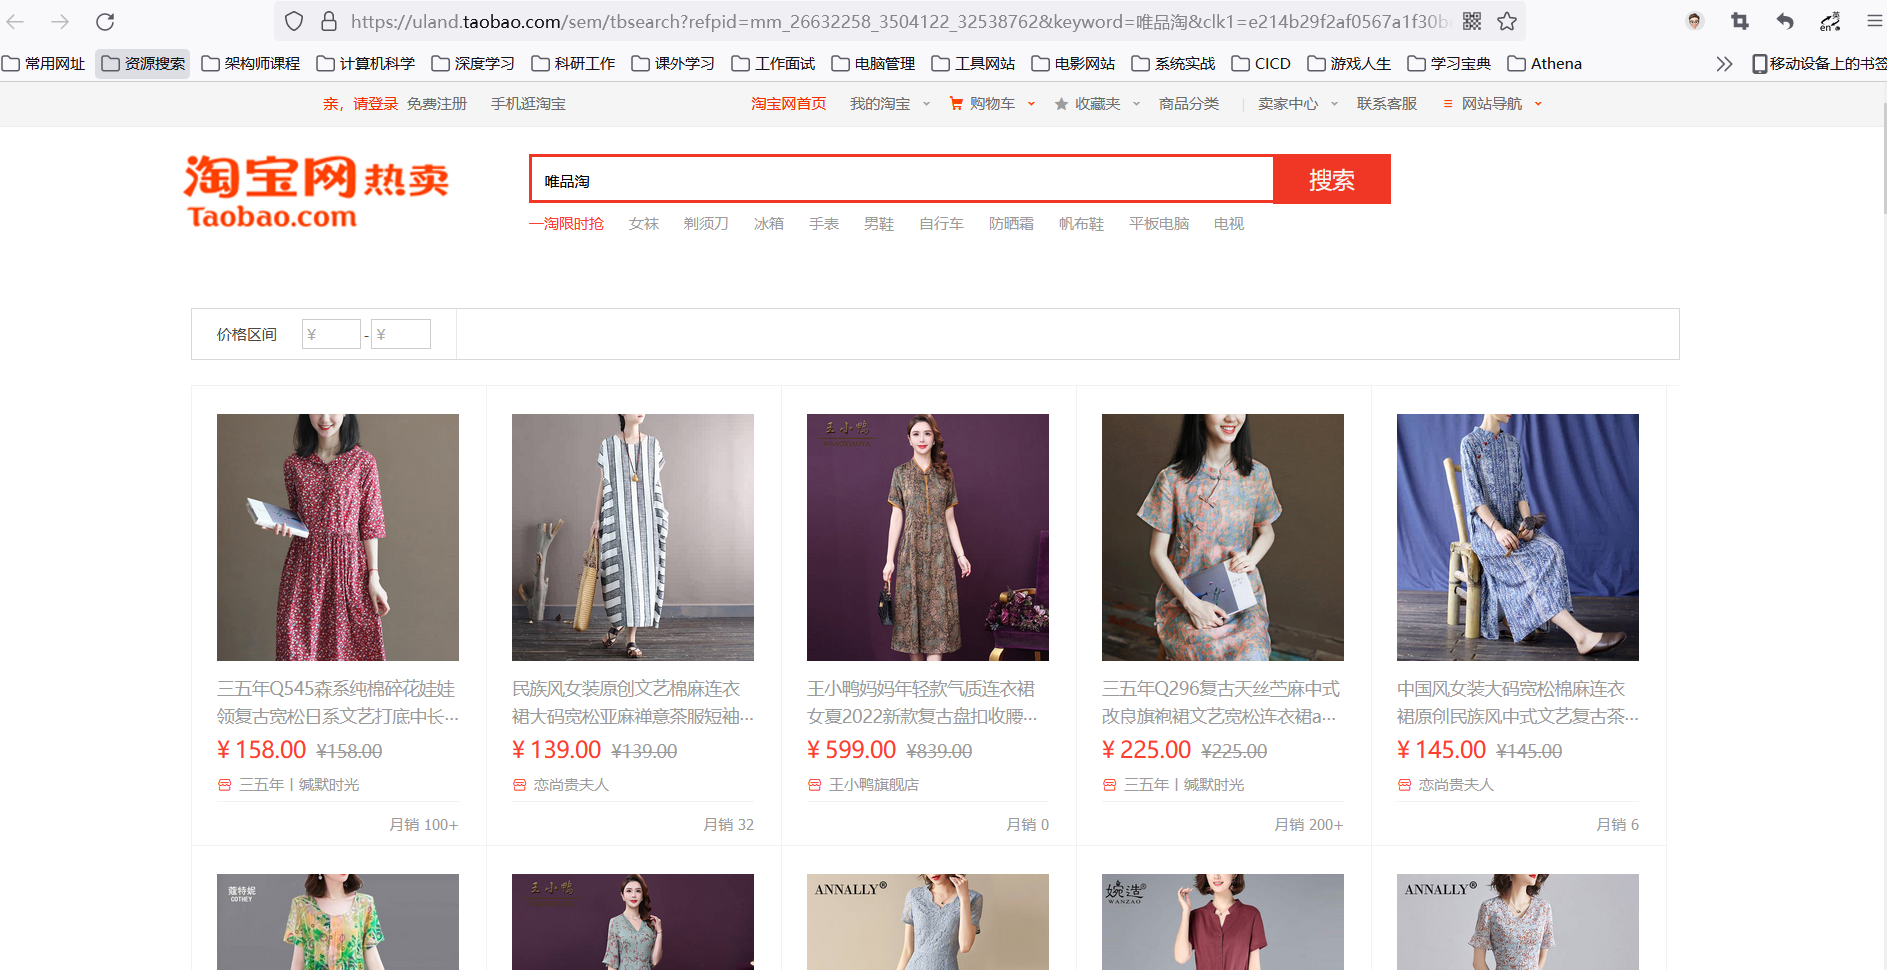 https://uland.taobao.com/sem/tbsearch?refpid=mm_26632258_3504122_32538762&keyword=唯品淘&clk1=e214b29f2af0567a1f30b
en 英
常用网址 资源搜索 架构师课程 计算机科学 深度学习 科研工作 课外学习 工作面试 电脑管理 工具网站 电影网站 系统实战 CICD 游戏人生 学习宝典 Athena 移动设备上的书签
亲，请登录 免费注册 手机逛淘宝 淘宝网首页 我的淘宝 购物车 收藏夹 商品分类 卖家中心 联系客服 网站导航
淘宝网热卖
Taobao.com
唯品淘 搜索
一淘限时抢 女袜 剃须刀 冰箱 手表 男鞋 自行车 防晒霜 帆布鞋 平板电脑 电视
价格区间 ¥ - ¥
王小鸭
三五年Q545森系纯棉碎花娃娃
领复古宽松日系文艺打底中长...
¥ 158.00 ¥158.00
三五年丨缄默时光
月销 100+
民族风女装原创文艺棉麻连衣
裙大码宽松亚麻禅意茶服短袖...
¥ 139.00 ¥139.00
恋尚贵夫人
月销 32
王小鸭妈妈年轻款气质连衣裙
女夏2022新款复古盘扣收腰...
¥ 599.00 ¥839.00
王小鸭旗舰店
月销 0
三五年Q296复古天丝苎麻中式
改良旗袍裙文艺宽松连衣裙a...
¥ 225.00 ¥225.00
三五年丨缄默时光
月销 200+
中国风女装大码宽松棉麻连衣
裙原创民族风中式文艺复古茶...
¥ 145.00 ¥145.00
恋尚贵夫人
月销 6
蔻特妮
COTHEY
王小鸭
ANNALLY®
婉造®
WANZAO
ANNALLY®